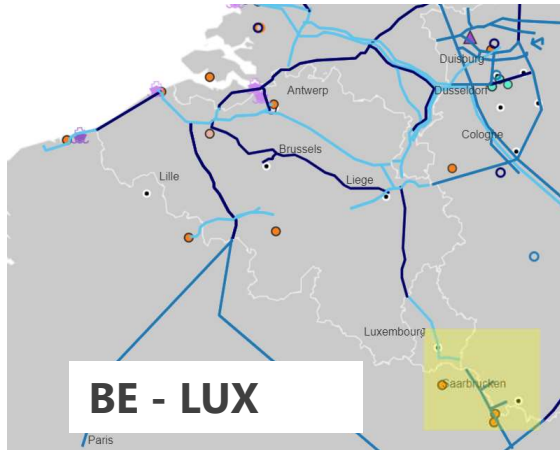 Duisburg
Antwerp
Dusseldorf
Cologne
Brussels
Lille
Liege
Luxembourg
Saarbrucken
BE - LUX
Paris